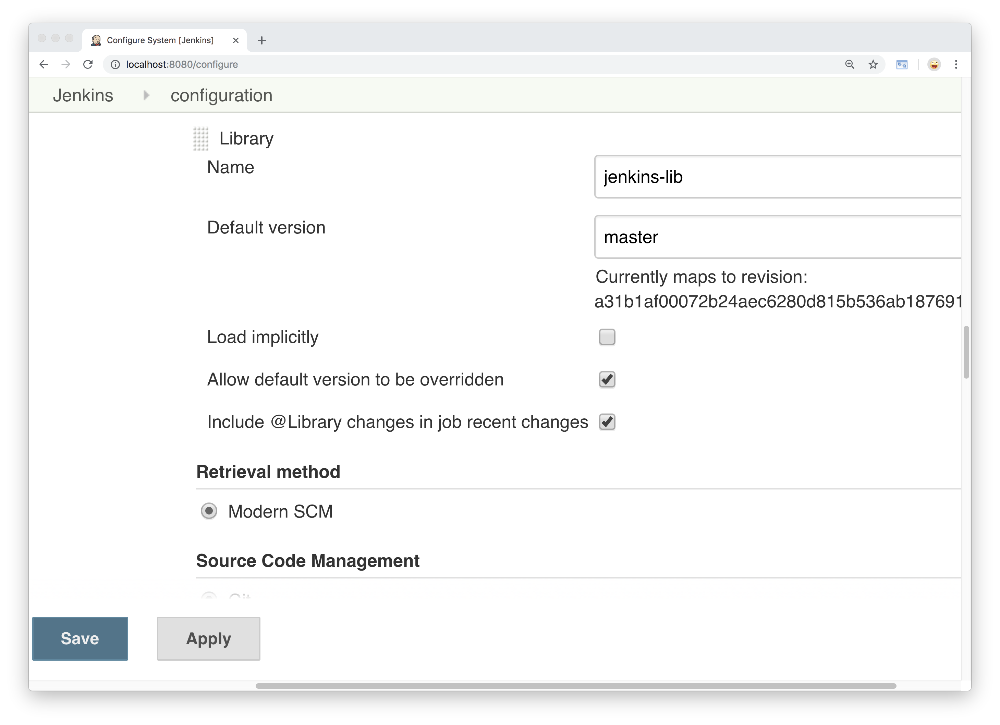 Configure System [Jenkins]
localhost:8080/configure
Jenkins configuration
Library
Name
jenkins-lib
Default version
master
Currently maps to revision:
a31b1af00072b24aec6280d815b536ab187691
Load implicitly
Allow default version to be overridden
Include @Library changes in job recent changes
Retrieval method
Modern SCM
Source Code Management
Git
Save
Apply